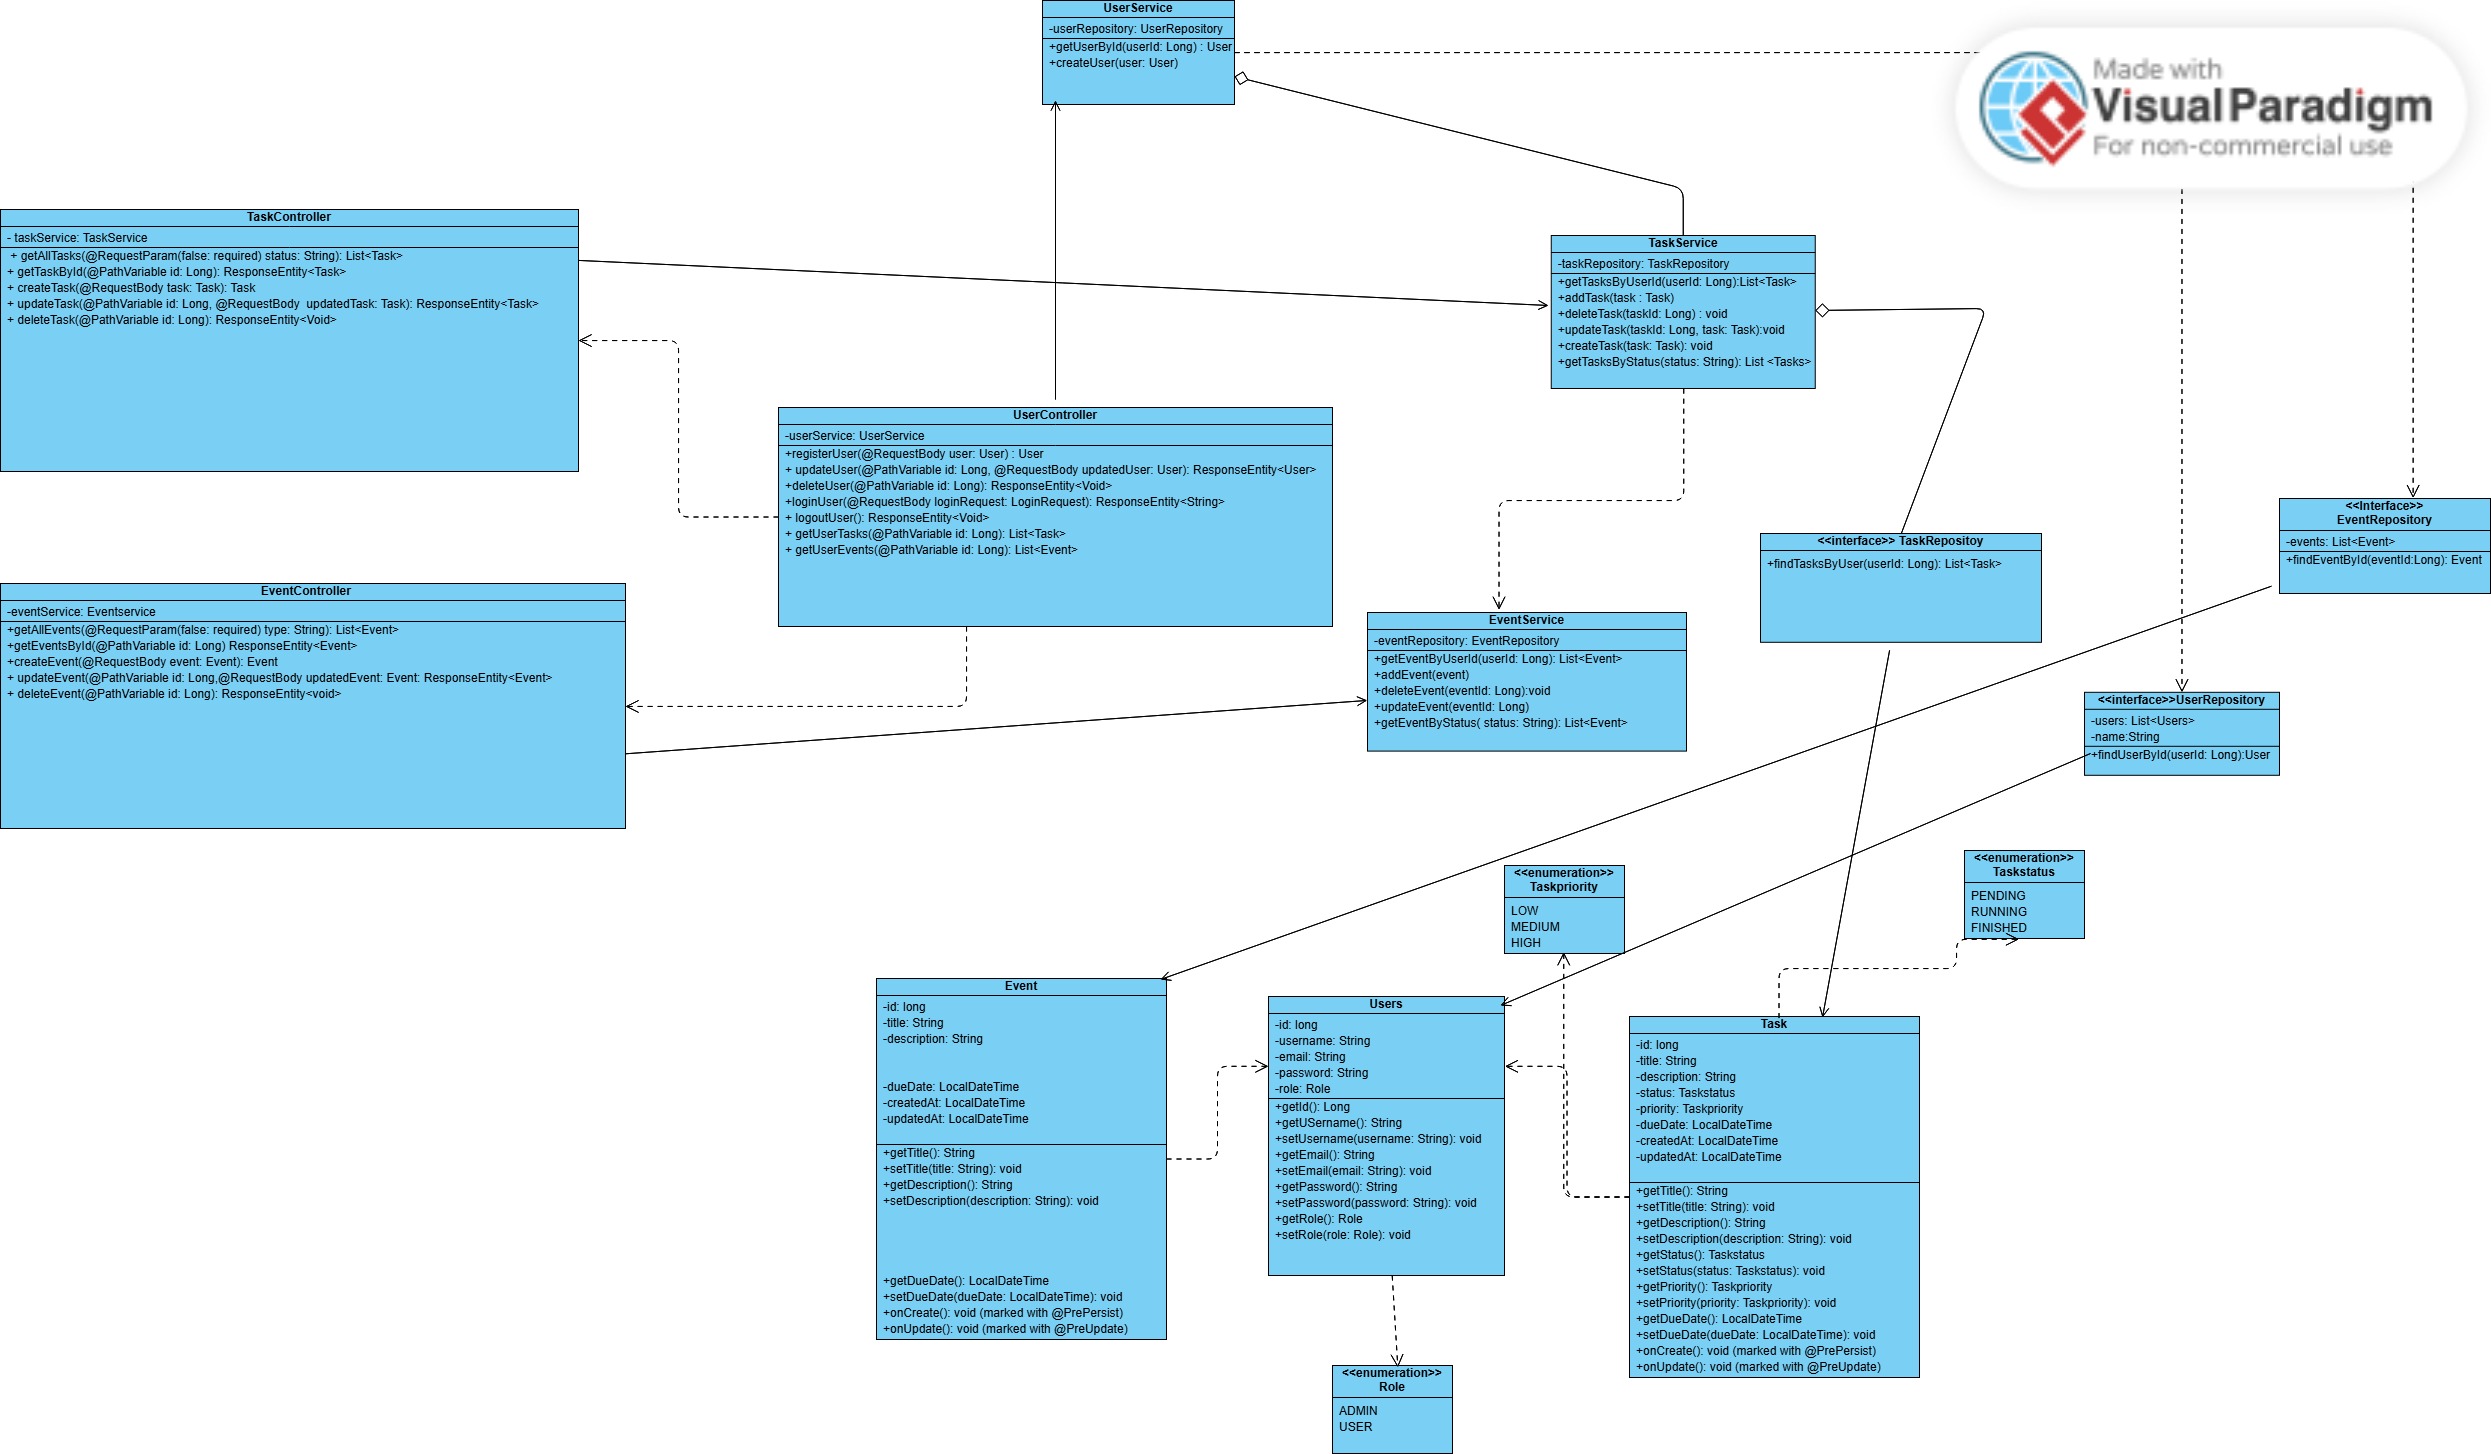 UserService
-userRepository: UserRepository
+getUserById(userId: Long) : User
+createUser(user: User)
Made with
Visual Paradigm
For non-commercial use
TaskController
- taskService: TaskService
+ getAllTasks(@RequestParam(false: required) status: String): List<Task>
+ getTaskById(@PathVariable id: Long): ResponseEntity<Task>
+ createTask(@RequestBody task: Task): Task
+ updateTask(@PathVariable id: Long, @RequestBody updatedTask: Task): ResponseEntity<Task>
+ deleteTask(@PathVariable id: Long): ResponseEntity<Void>
TaskService
-taskRepository: TaskRepository
+getTasksByUserId(userId: Long):List<Task>
+addTask(task : Task)
+deleteTask(taskId: Long) : void
+updateTask(taskId: Long, task: Task):void
+createTask(task: Task): void
+getTasksByStatus(status: String): List <Tasks>
UserController
-userService: UserService
+registerUser(@RequestBody user: User) : User
+ updateUser(@PathVariable id: Long, @RequestBody updatedUser: User): ResponseEntity<User>
+deleteUser(@PathVariable id: Long): ResponseEntity<Void>
+loginUser(@RequestBody loginRequest: LoginRequest): ResponseEntity<String>
+ logoutUser(): ResponseEntity<Void>
+ getUserTasks(@PathVariable id: Long): List<Task>
+ getUserEvents(@PathVariable id: Long): List<Event>
<<Interface>>
EventRepository
-events: List<Event>
+findEventById(eventId:Long): Event
<<interface>> TaskRepositoy
+findTasksByUser(userId: Long): List<Task>
EventController
-eventService: Eventservice
+getAllEvents(@RequestParam(false: required) type: String): List<Event>
+getEventsById(@PathVariable id: Long) ResponseEntity<Event>
+createEvent(@RequestBody event: Event): Event
+ updateEvent(@PathVariable id: Long,@RequestBody updatedEvent: Event: ResponseEntity<Event>
+ deleteEvent(@PathVariable id: Long): ResponseEntity<void>
EventService
-eventRepository: EventRepository
+getEventByUserId(userId: Long): List<Event>
+addEvent(event)
+deleteEvent(eventId: Long):void
+updateEvent(eventId: Long)
+getEventByStatus( status: String): List<Event>
<<interface>>UserRepository
-users: List<Users>
-name:String
+findUserById(userId: Long):User
<<enumeration>>
Taskpriority
LOW
MEDIUM
HIGH
<<enumeration>>
Taskstatus
PENDING
RUNNING
FINISHED
Event
-id: long
-title: String
-description: String
-dueDate: LocalDateTime
-createdAt: LocalDateTime
-updatedAt: LocalDateTime
+getTitle(): String
+setTitle(title: String): void
+getDescription(): String
+setDescription(description: String): void
+getDueDate(): LocalDateTime
+setDueDate(dueDate: LocalDateTime): void
+onCreate(): void (marked with @PrePersist)
+onUpdate(): void (marked with @PreUpdate)
Users
-id: long
-username: String
-email: String
-password: String
-role: Role
+getId(): Long
+getUSername(): String
+setUsername(username: String): void
+getEmail(): String
+setEmail(email: String): void
+getPassword(): String
+setPassword(password: String): void
+getRole(): Role
+setRole(role: Role): void
Task
-id: long
-title: String
-description: String
-status: Taskstatus
-priority: Taskpriority
-dueDate: LocalDateTime
-createdAt: LocalDateTime
-updatedAt: LocalDateTime
+getTitle(): String
+setTitle(title: String): void
+getDescription(): String
+setDescription(description: String): void
+getStatus(): Taskstatus
+setStatus(status: Taskstatus): void
+getPriority(): Taskpriority
+setPriority(priority: Taskpriority): void
+getDueDate(): LocalDateTime
+setDueDate(dueDate: LocalDateTime): void
+onCreate(): void (marked with @PrePersist)
+onUpdate(): void (marked with @PreUpdate)
<<enumeration>>
Role
ADMIN
USER